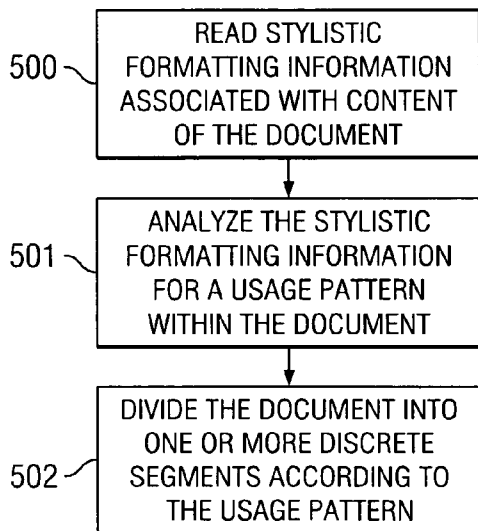 500
READ STYLISTIC
FORMATTING INFORMATION
ASSOCIATED WITH CONTENT
OF THE DOCUMENT
501
ANALYZE THE STYLISTIC
FORMATTING INFORMATION
FOR A USAGE PATTERN
WITHIN THE DOCUMENT
502
DIVIDE THE DOCUMENT INTO
ONE OR MORE DISCRETE
SEGMENTS ACCORDING TO
THE USAGE PATTERN